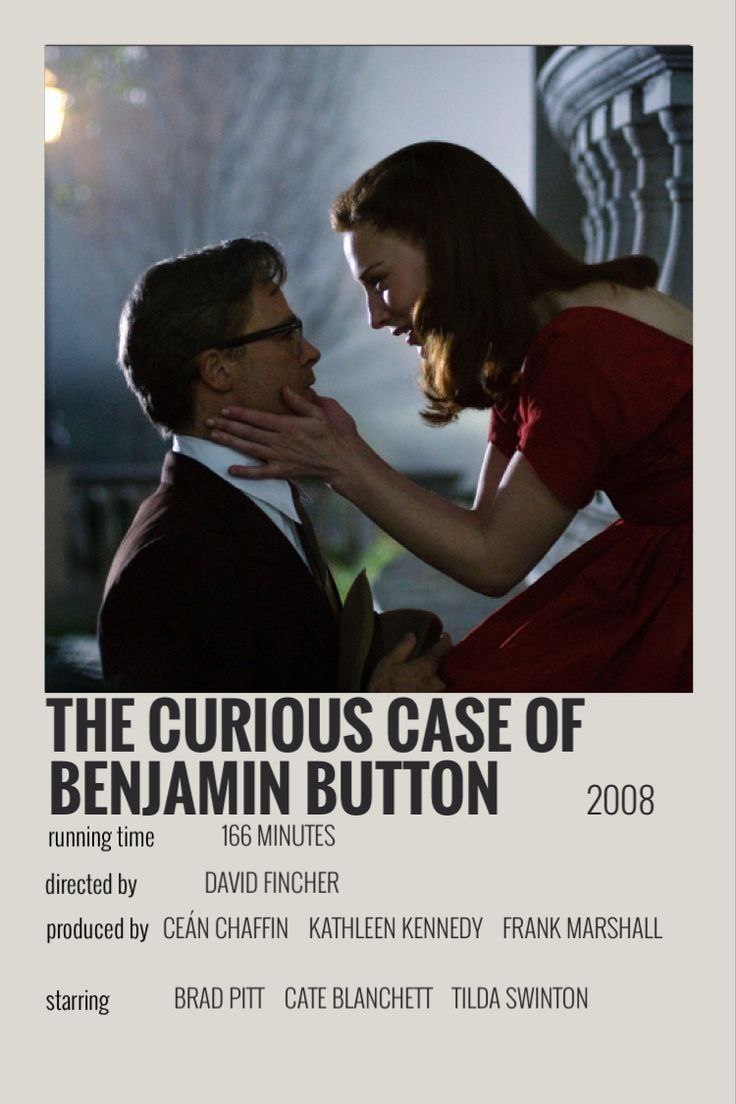 THE CURIOUS CASE OF
BENJAMIN BUTTON 2008
running time 166 MINUTES
directed by DAVID FINCHER
produced by CEÁN CHAFFIN KATHLEEN KENNEDY FRANK MARSHALL
starring BRAD PITT CATE BLANCHETT TILDA SWINTON